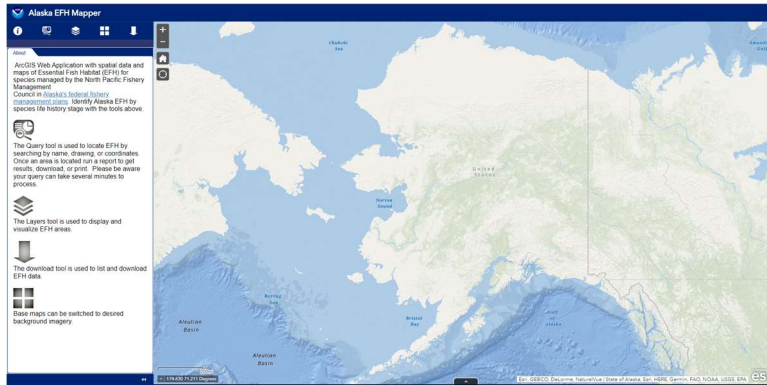 Alaska EFH Mapper
About
ArcGIS Web Application with spatial data and
maps of Essential Fish Habitat (EFH) for
species managed by the North Pacific Fishery
Management
Council in Alaska's federal fishery
management plans. Identify Alaska EFH by
species life history stage with the tools above.
The Query tool is used to locate EFH by
searching by name, drawing, or coordinates.
Once an area is located run a report to get
results, download, or print. Please be aware
your query can take several minutes to
process.
The Layers tool is used to display and
visualize EFH areas.
The download tool is used to list and download
EFH data.
Base maps can be switched to desired
background imagery.
+
−
Chukchi
Sea
United
States
Norton
Sound
Bering
Sea
Bristol
Bay
Gulf
of
Alaska
Aleutian
Basin
Aleutian
Basin
Esri, GEBCO, DeLorme, NaturalVue | State of Alaska, Esri, HERE, Garmin, FAO, NOAA, USGS, EPA